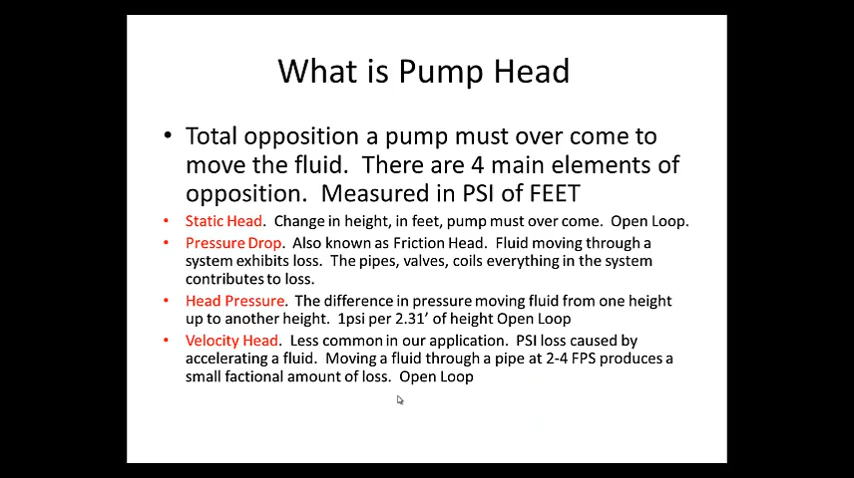 What is Pump Head
• Total opposition a pump must over come to
move the fluid.  There are 4 main elements of
opposition.  Measured in PSI of FEET
• Static Head.  Change in height, in feet, pump must over come.  Open Loop.
• Pressure Drop.  Also known as Friction Head.  Fluid moving through a
system exhibits loss.  The pipes, valves, coils everything in the system
contributes to loss.
• Head Pressure.  The difference in pressure moving fluid from one height
up to another height.  1psi per 2.31’ of height Open Loop
• Velocity Head.  Less common in our application.  PSI loss caused by
accelerating a fluid.  Moving a fluid through a pipe at 2-4 FPS produces a
small factional amount of loss.  Open Loop